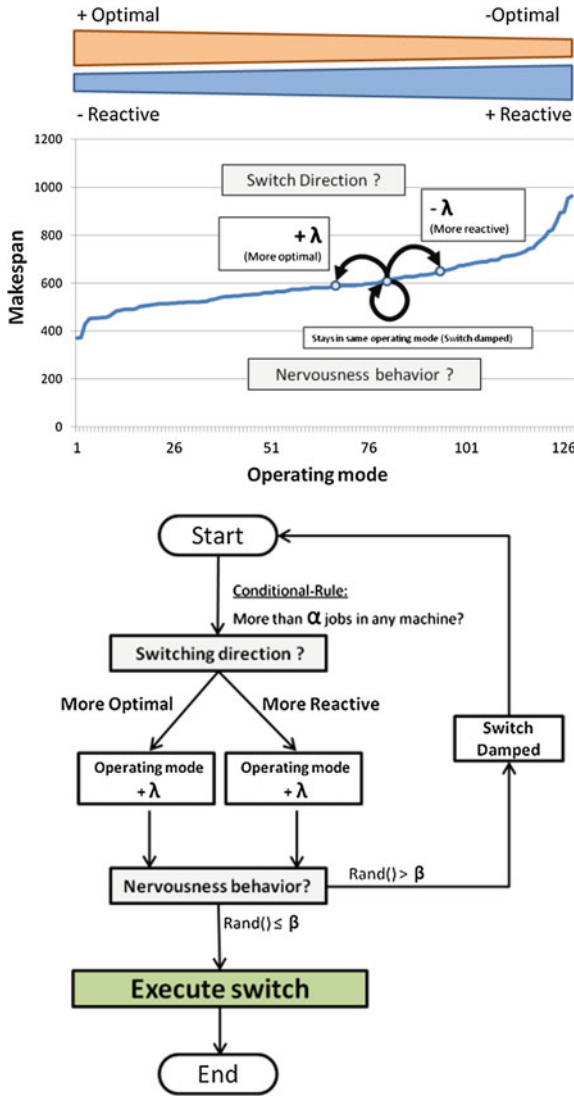 + Optimal
-Optimal
- Reactive
+ Reactive
1200
1000
800
600
400
200
0
Makespan
Switch Direction ?
+ λ
(More optimal)
- λ
(More reactive)
Stays in same operating mode (Switch damped)
Nervousness behavior ?
1
26
51
76
101
126
Operating mode
Start
Conditional-Rule:
More than α jobs in any machine?
Switching direction ?
More Optimal
More Reactive
Operating mode
+ λ
Operating mode
+ λ
Switch
Damped
Nervousness behavior?
Rand() > β
Rand() ≤ β
Execute switch
End